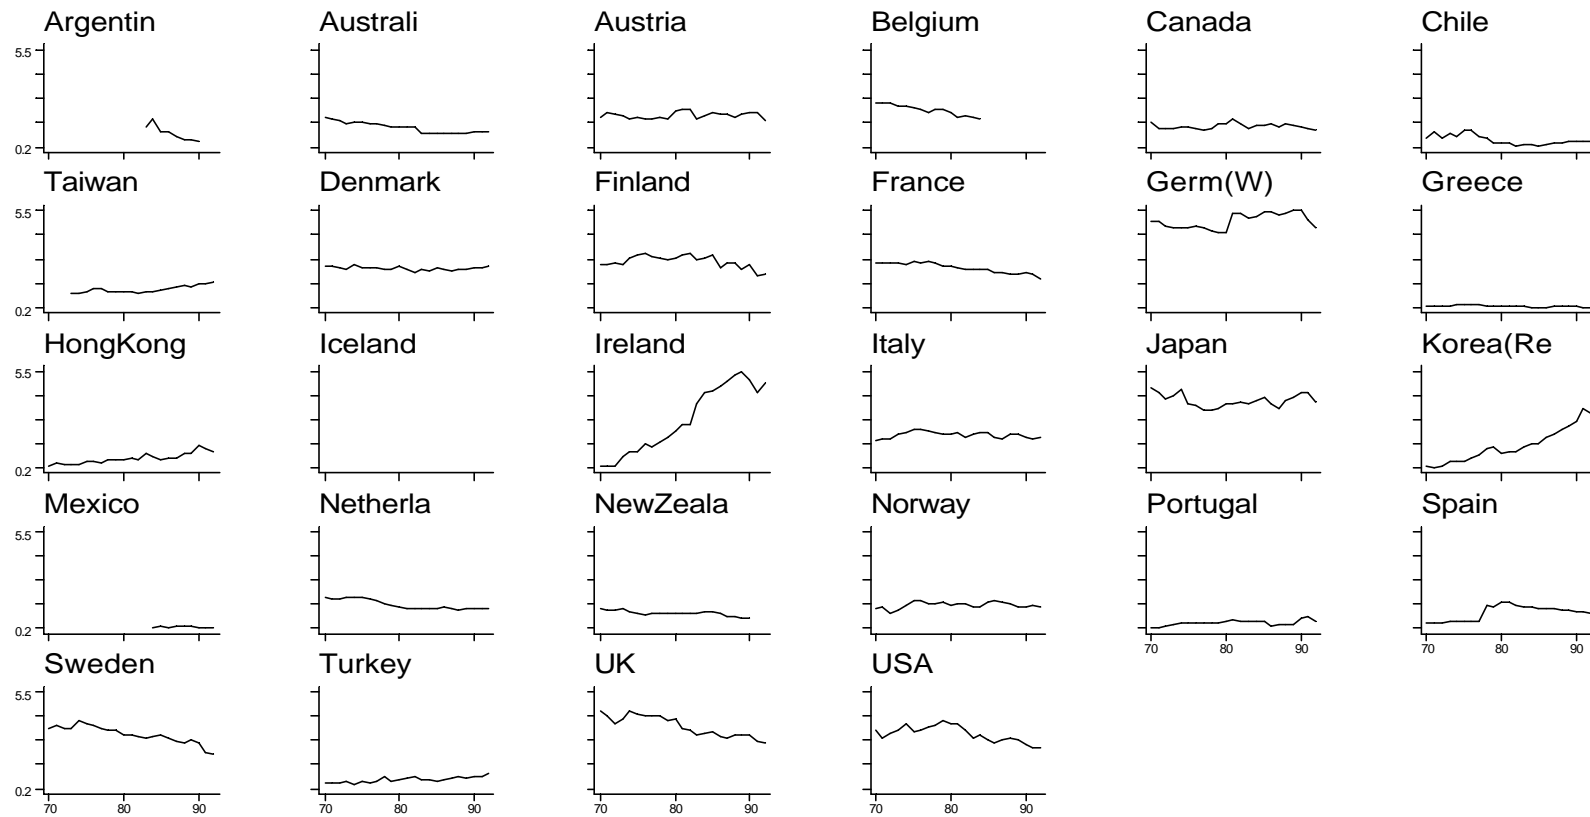 Argentin Australi Austria Belgium Canada Chile
5.5
0.2
Taiwan Denmark Finland France Germ(W) Greece
5.5
0.2
HongKong Iceland Ireland Italy Japan Korea(Re
5.5
0.2
Mexico Netherla NewZeala Norway Portugal Spain
5.5
0.2
70 80 90 70 80 90
Sweden Turkey UK USA
5.5
0.2
70 80 90 70 80 90 70 80 90 70 80 90